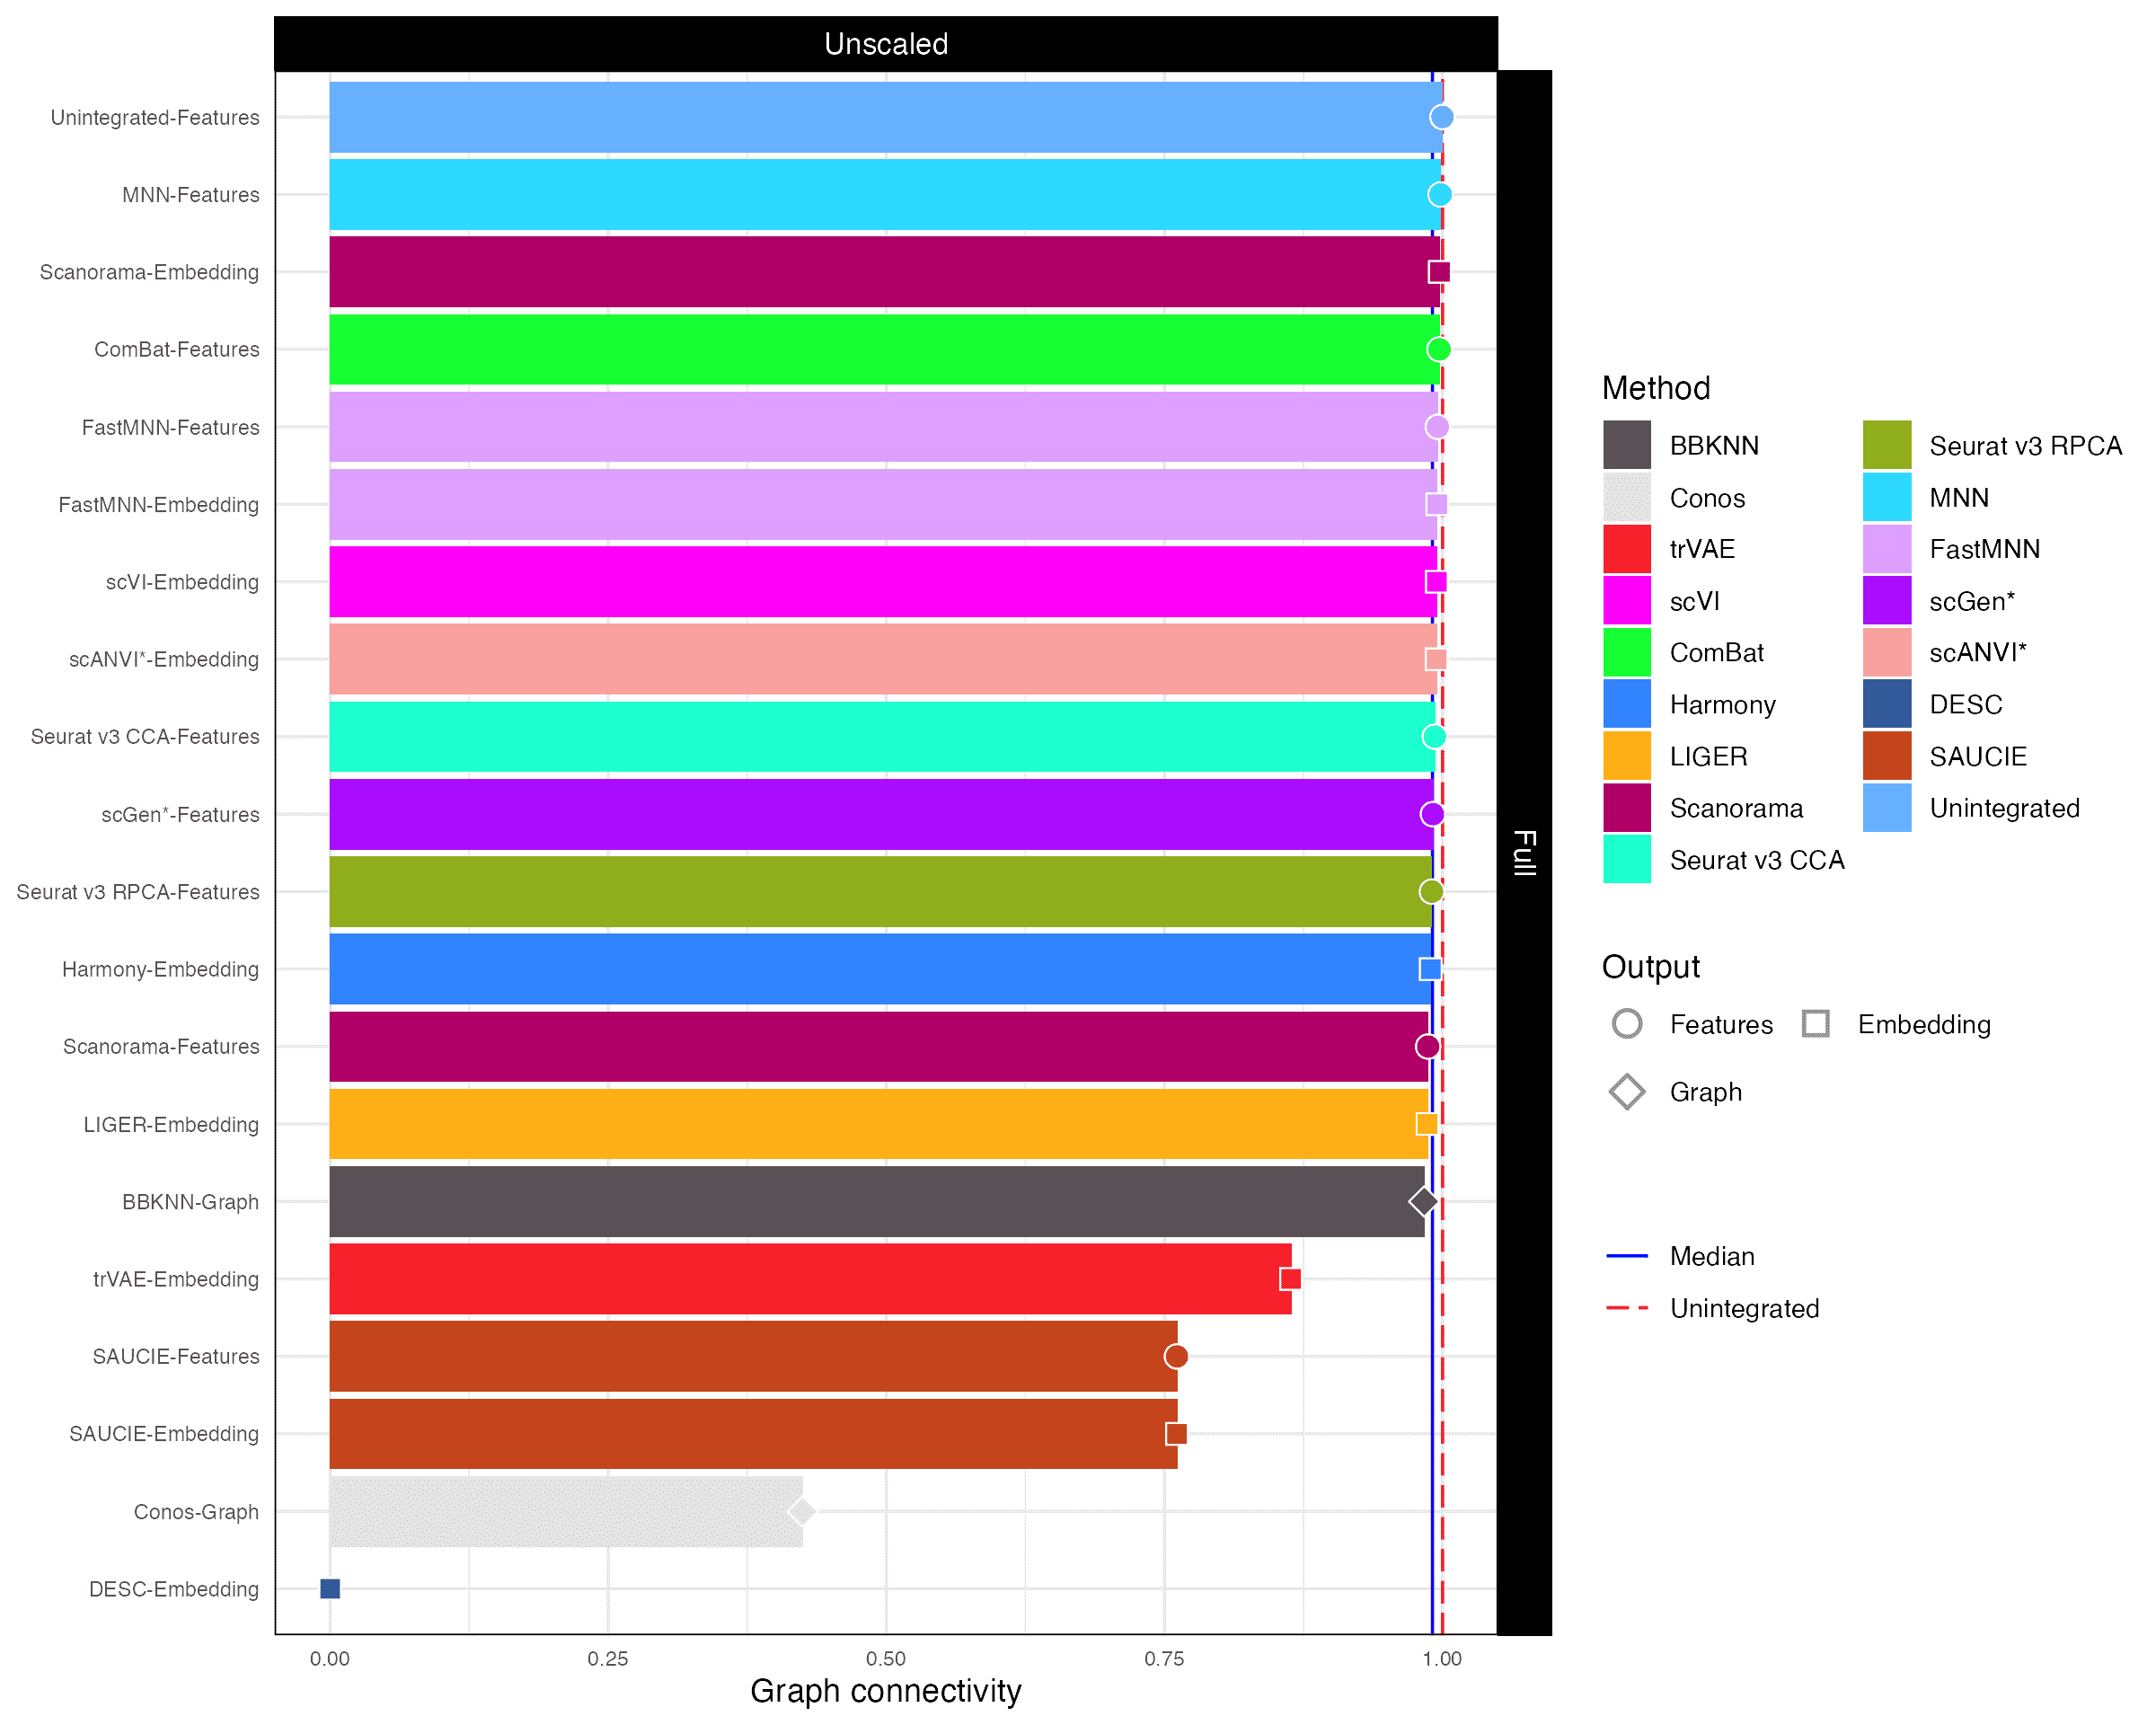 Unscaled
Unintegrated-Features
MNN-Features
Scanorama-Embedding
ComBat-Features
FastMNN-Features
FastMNN-Embedding
scVI-Embedding
scANVI*-Embedding
Seurat v3 CCA-Features
scGen*-Features
Seurat v3 RPCA-Features
Harmony-Embedding
Scanorama-Features
LIGER-Embedding
BBKNN-Graph
trVAE-Embedding
SAUCIE-Features
SAUCIE-Embedding
Conos-Graph
DESC-Embedding
0.00 0.25 0.50 0.75 1.00
Graph connectivity
Full
Method
BBKNN
Conos
trVAE
scVI
ComBat
Harmony
LIGER
Scanorama
Seurat v3 CCA
Seurat v3 RPCA
MNN
FastMNN
scGen*
scANVI*
DESC
SAUCIE
Unintegrated
Output
Features Embedding
Graph
Median
Unintegrated